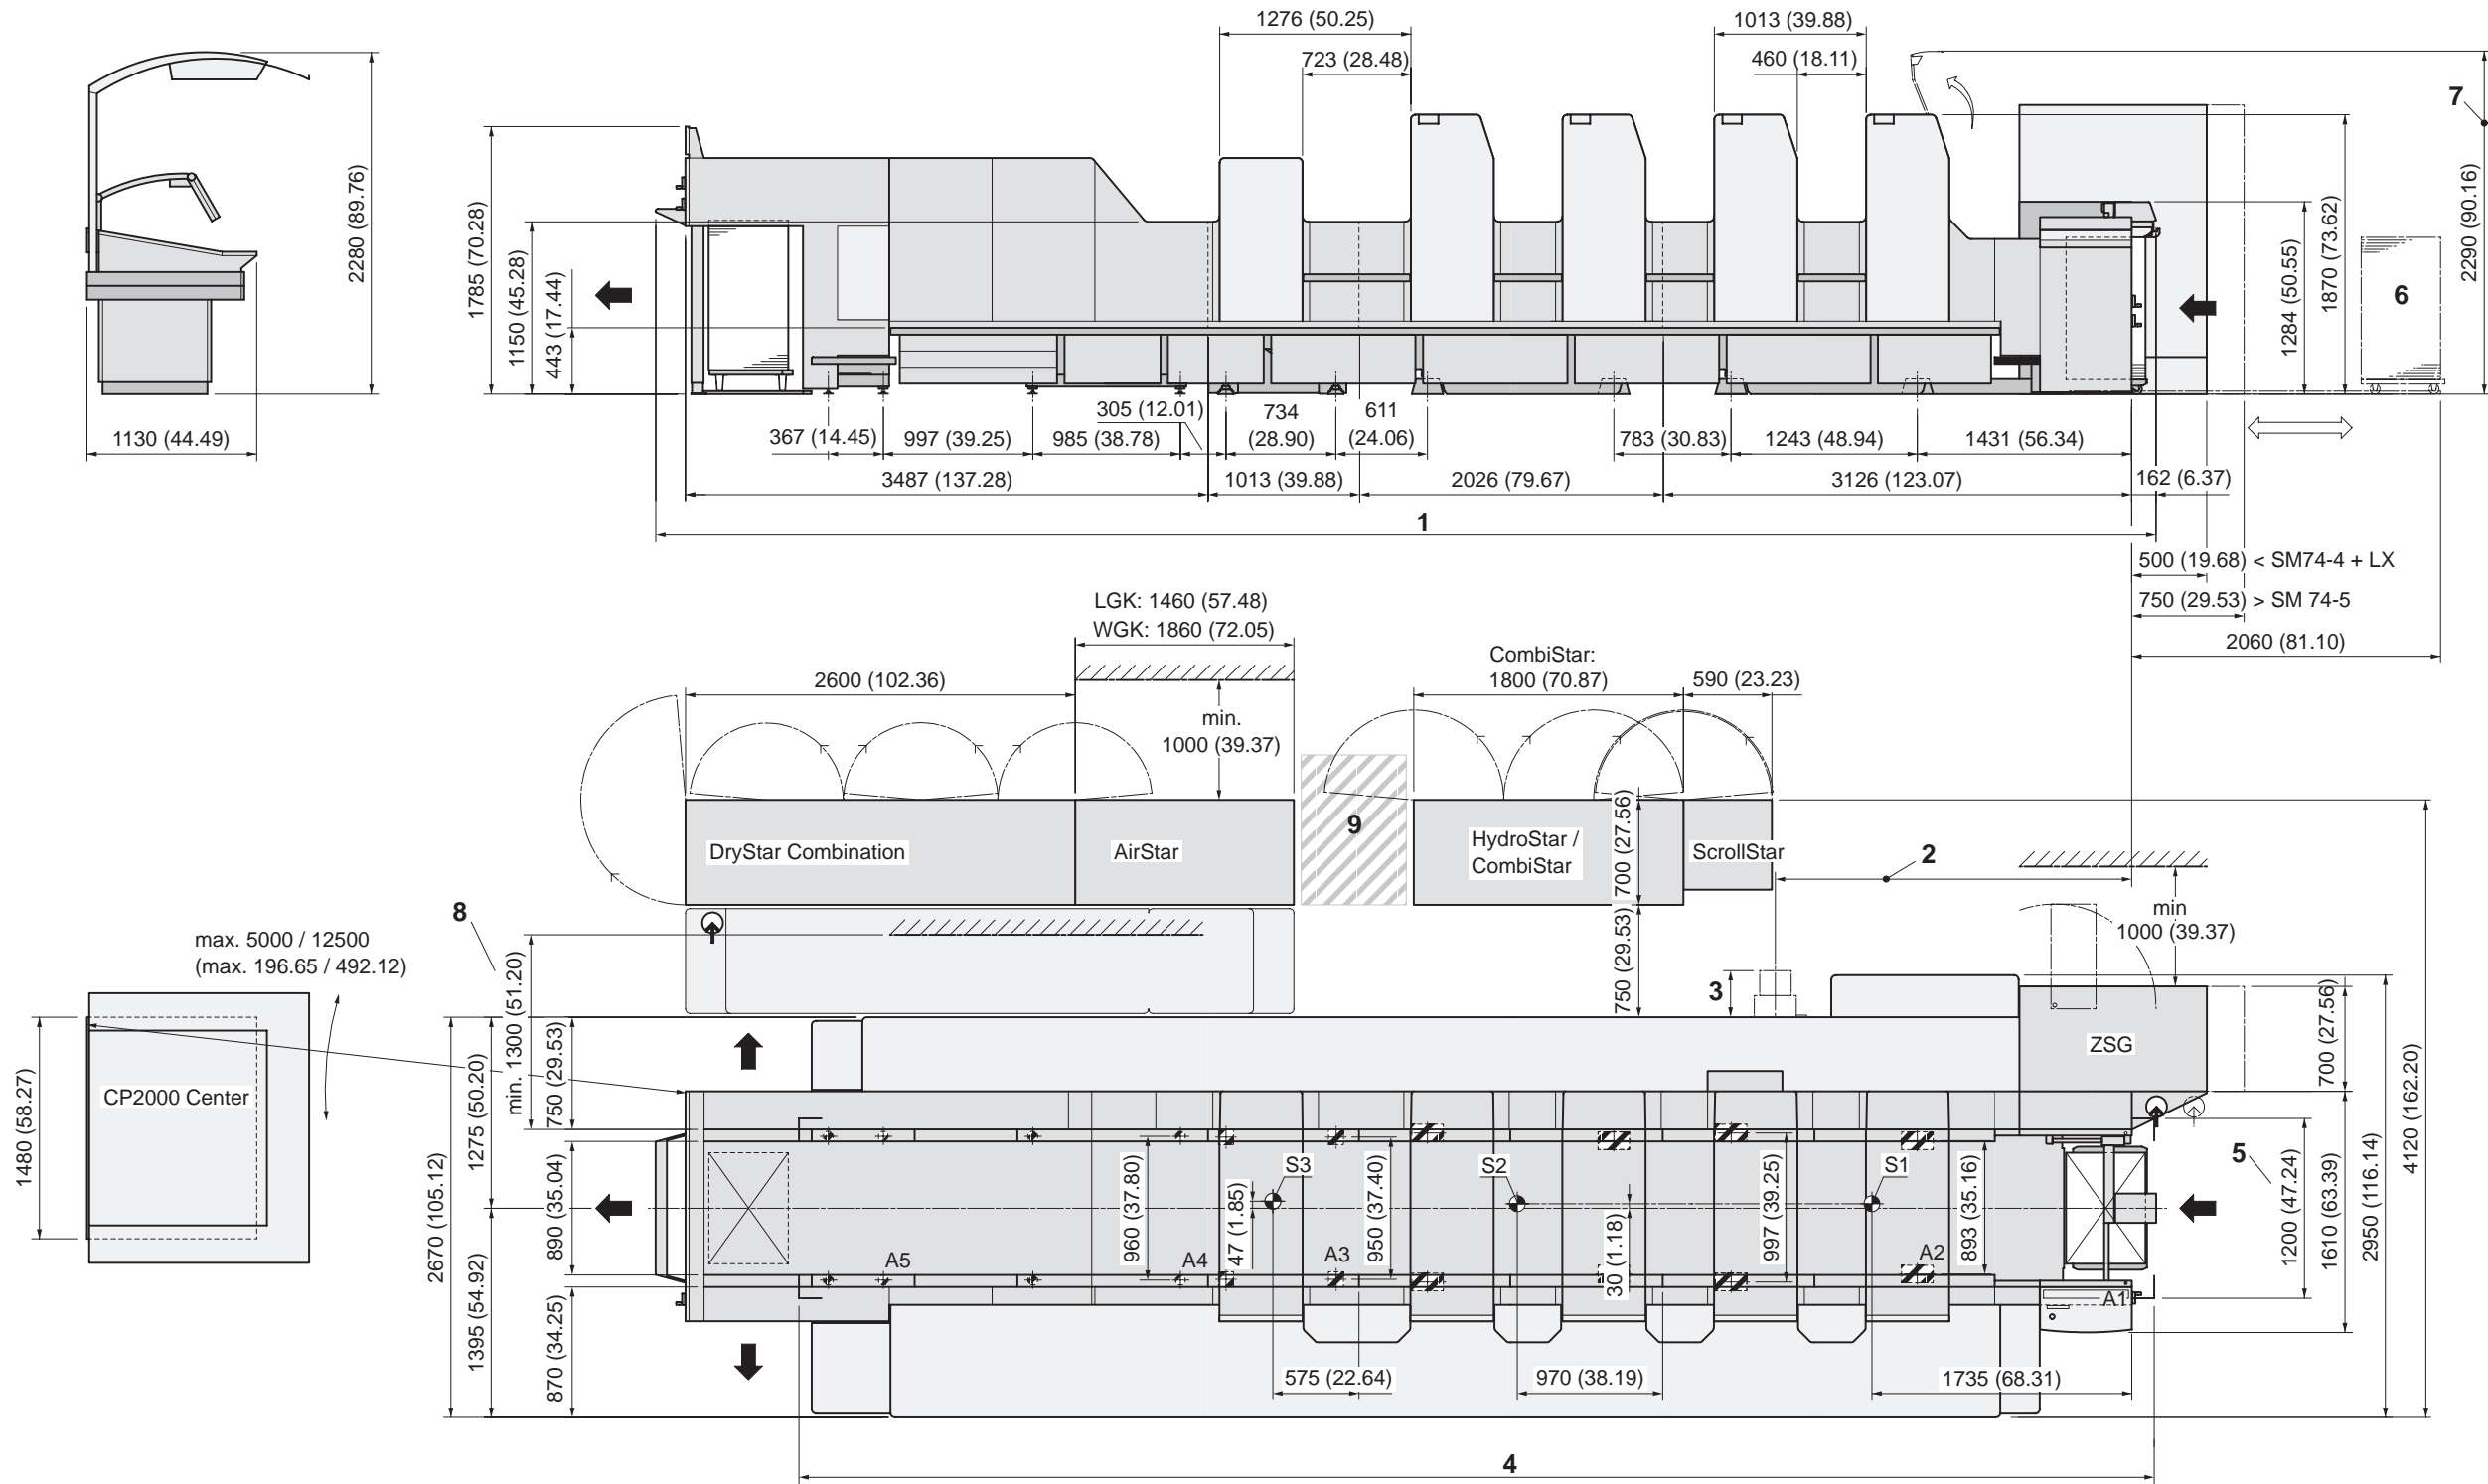 1276 (50.25)
1013 (39.88)
723 (28.48)
460 (18.11)
7
2280 (89.76)
1785 (70.28)
1150 (45.28)
443 (17.44)
1284 (50.55)
1870 (73.62)
2290 (90.16)
6
1130 (44.49)
367 (14.45)
997 (39.25)
985 (38.78)
305 (12.01)
734
(28.90)
611
(24.06)
783 (30.83)
1243 (48.94)
1431 (56.34)
3487 (137.28)
1013 (39.88)
2026 (79.67)
3126 (123.07)
162 (6.37)
1
500 (19.68) < SM74-4 + LX
750 (29.53) > SM 74-5
2060 (81.10)
LGK: 1460 (57.48)
WGK: 1860 (72.05)
2600 (102.36)
min.
1000 (39.37)
CombiStar:
1800 (70.87)
590 (23.23)
DryStar Combination
AirStar
9
HydroStar /
CombiStar
700 (27.56)
ScrollStar
2
750 (29.53)
3
min
1000 (39.37)
8
max. 5000 / 12500
(max. 196.65 / 492.12)
CP2000 Center
1480 (58.27)
2670 (105.12)
1275 (50.20)
1395 (54.92)
min. 1300 (51.20)
750 (29.53)
890 (35.04)
870 (34.25)
ZSG
700 (27.56)
4120 (162.20)
2950 (116.14)
1610 (63.39)
1200 (47.24)
5
S3
S2
S1
960 (37.80)
47 (1.85)
950 (37.40)
30 (1.18)
997 (39.25)
893 (35.16)
A5
A4
A3
A2
A1
575 (22.64)
970 (38.19)
1735 (68.31)
4